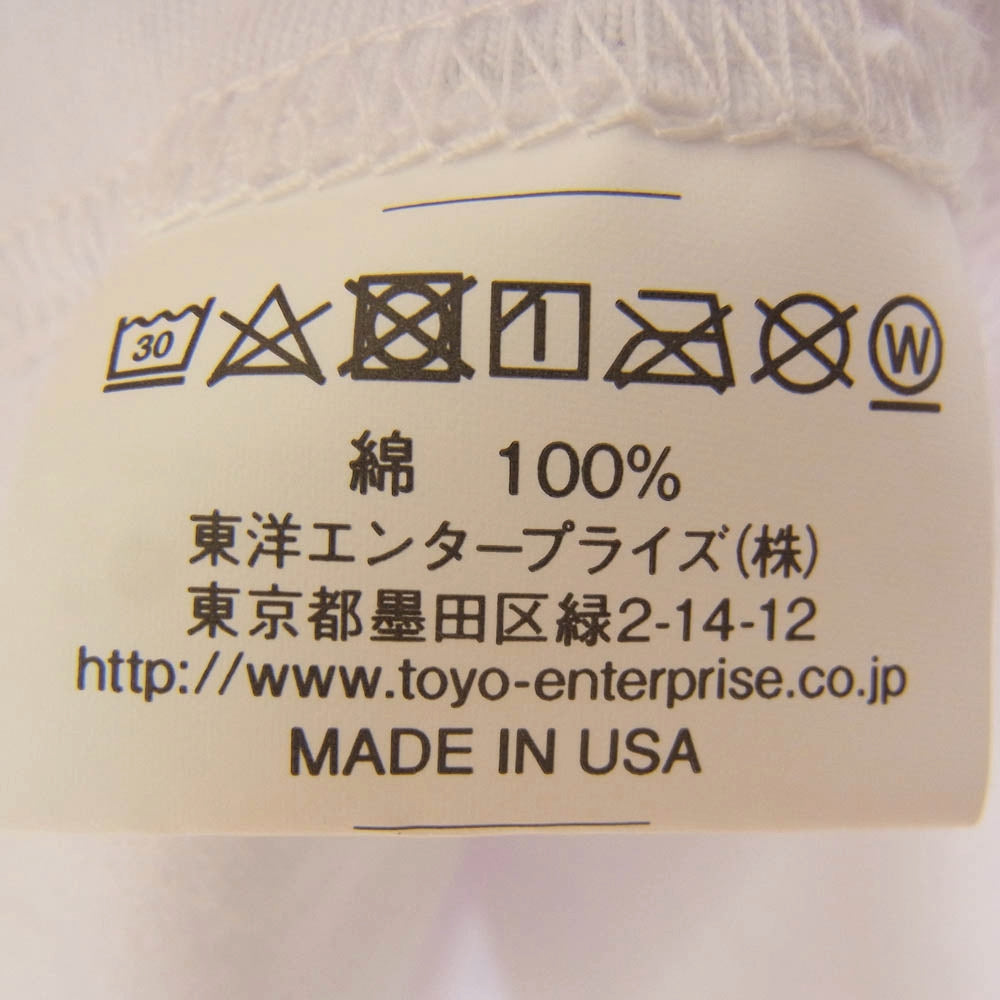 30 W
綿 100%
東洋エンタープライズ(株)
東京都墨田区緑2-14-12
http://www.toyo-enterprise.co.jp
MADE IN USA